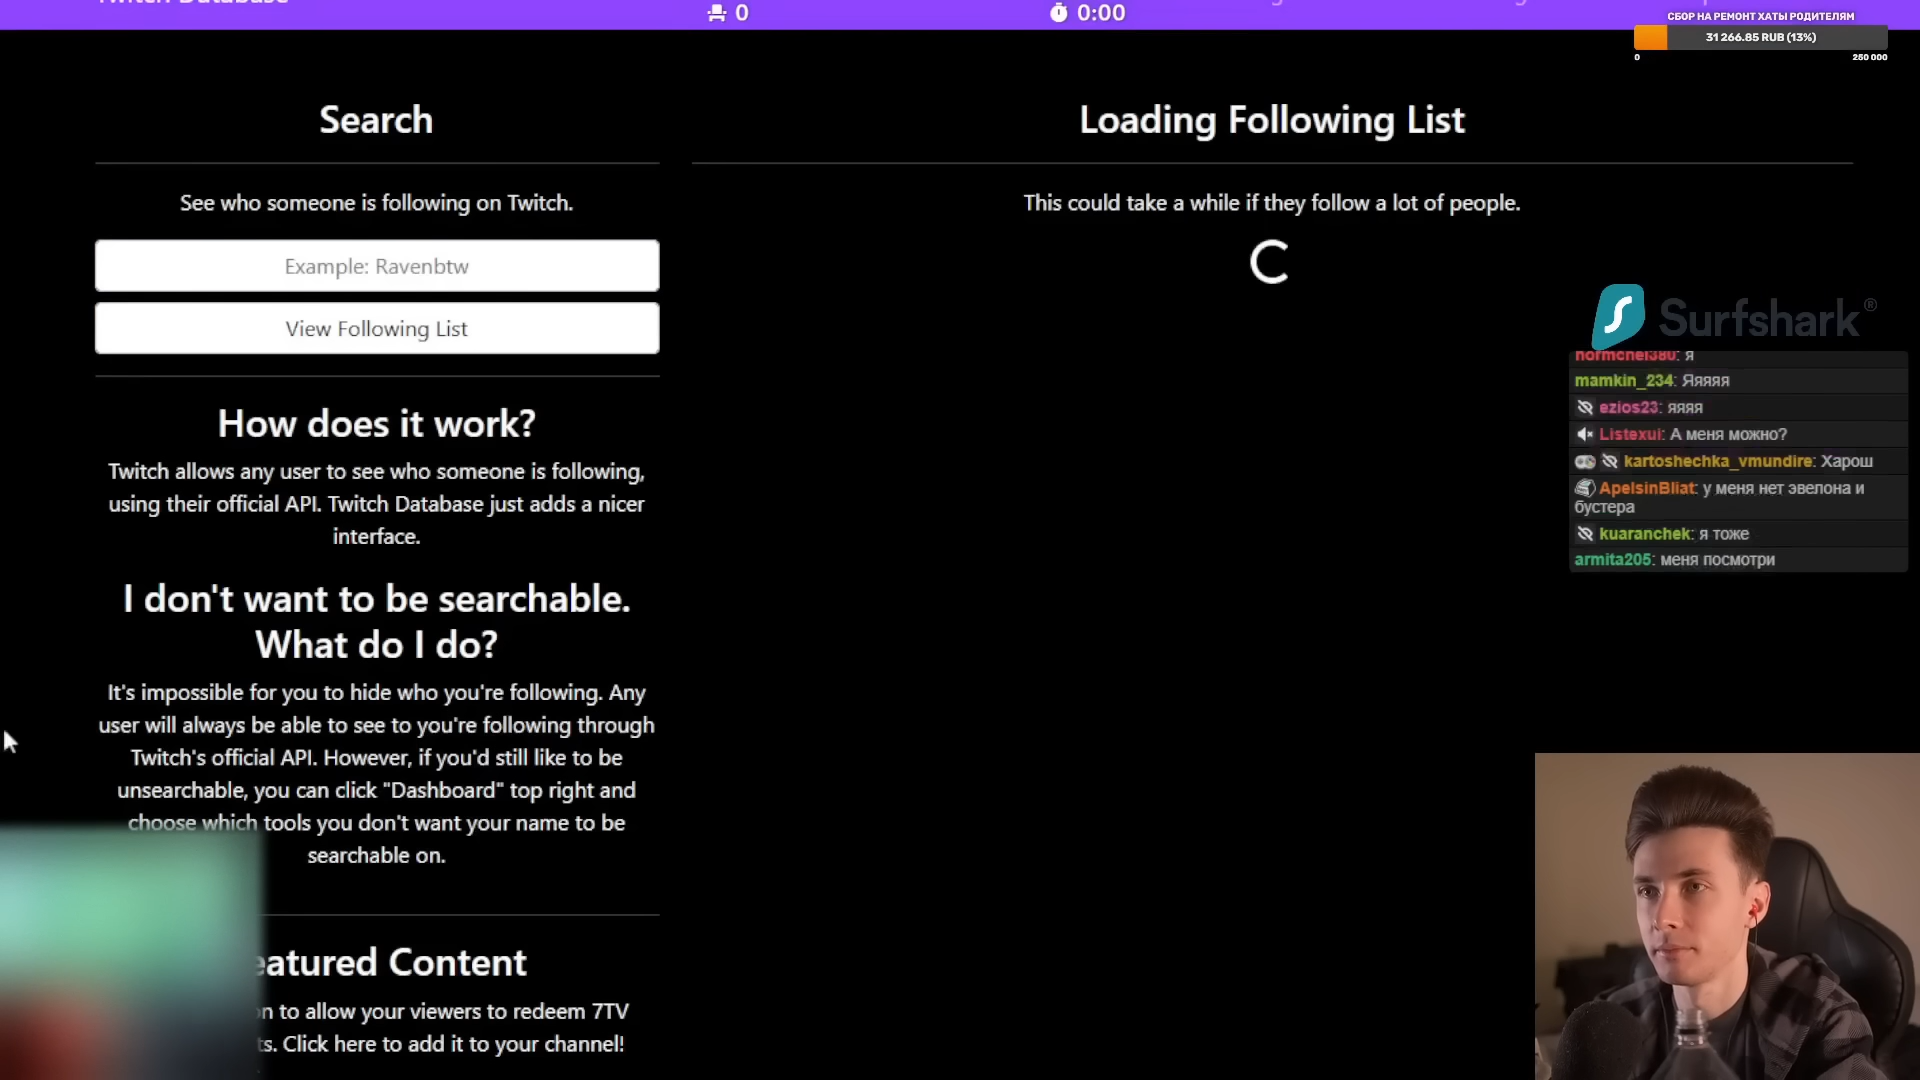 0
0:00
СБОР НА РЕМОНТ ХАТЫ РОДИТЕЛЯМ
31 266.85 RUB (13%)
0
250 000
Search
See who someone is following on Twitch.
Example: Ravenbtw
View Following List
How does it work?
Twitch allows any user to see who someone is following,
using their official API. Twitch Database just adds a nicer
interface.
I don't want to be searchable.
What do I do?
It's impossible for you to hide who you're following. Any
user will always be able to see to you're following through
Twitch's official API. However, if you'd still like to be
unsearchable, you can click "Dashboard" top right and
choose which tools you don't want your name to be
searchable on.
eatured Content
on to allow your viewers to redeem 7TV
ts. Click here to add it to your channel!
Loading Following List
This could take a while if they follow a lot of people.
Surfshark®
normchel380: я
mamkin_234: Яяяяя
ezios23: яяяя
Listexui: А меня можно?
kartoshechka_vmundire: Харош
ApelsinBliat: у меня нет эвелона и
бустера
kuaranchek: я тоже
armita205: меня посмотри